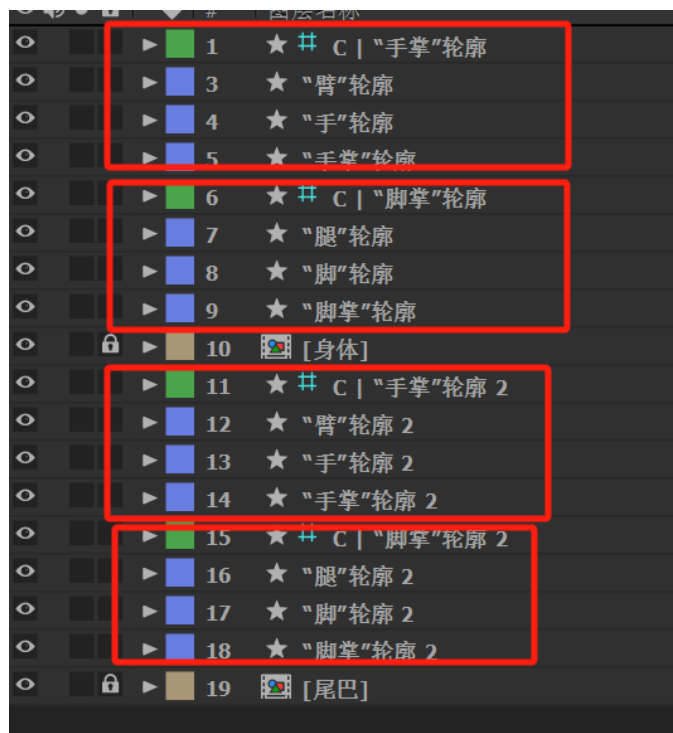 # 图层名称
1 C | “手掌”轮廓
3 “臂”轮廓
4 “手”轮廓
5 “手掌”轮廓
6 C | “脚掌”轮廓
7 “腿”轮廓
8 “脚”轮廓
9 “脚掌”轮廓
10 [身体]
11 C | “手掌”轮廓 2
12 “臂”轮廓 2
13 “手”轮廓 2
14 “手掌”轮廓 2
15 C | “脚掌”轮廓 2
16 “腿”轮廓 2
17 “脚”轮廓 2
18 “脚掌”轮廓 2
19 [尾巴]